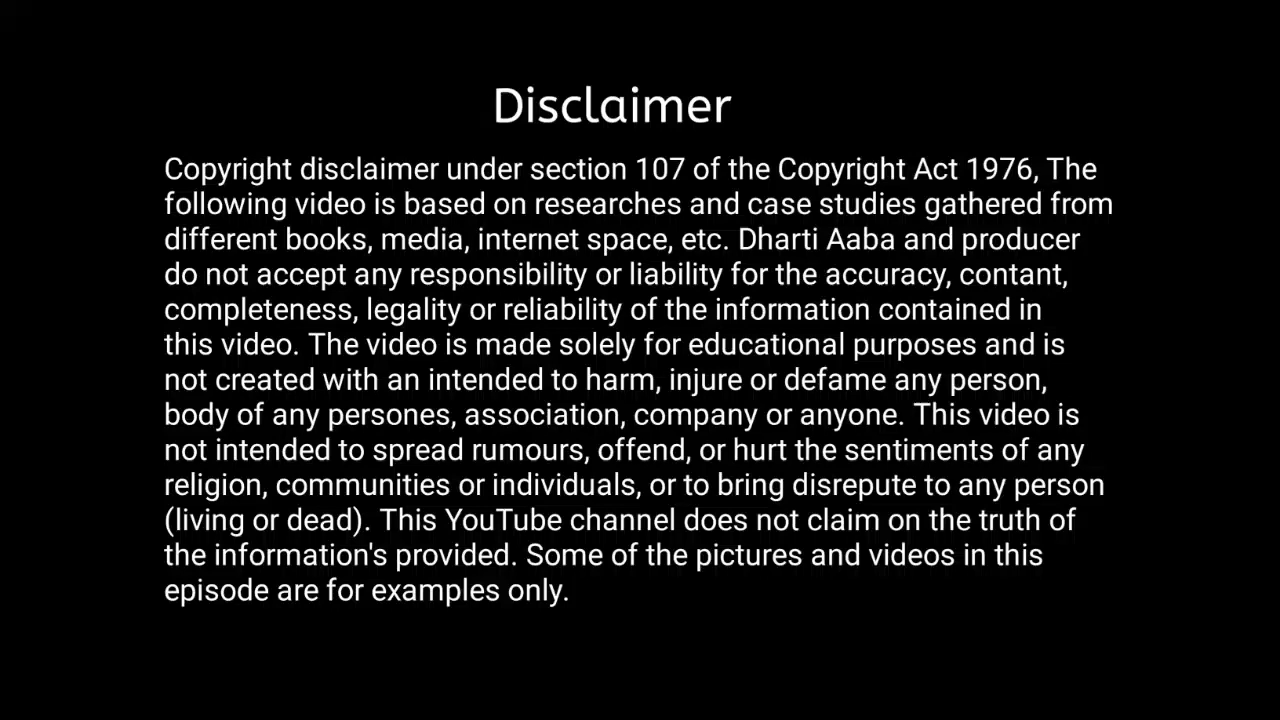 Disclaimer
Copyright disclaimer under section 107 of the Copyright Act 1976, The
following video is based on researches and case studies gathered from
different books, media, internet space, etc. Dharti Aaba and producer
do not accept any responsibility or liability for the accuracy, contant,
completeness, legality or reliability of the information contained in
this video. The video is made solely for educational purposes and is
not created with an intended to harm, injure or defame any person,
body of any persones, association, company or anyone. This video is
not intended to spread rumours, offend, or hurt the sentiments of any
religion, communities or individuals, or to bring disrepute to any person
(living or dead). This YouTube channel does not claim on the truth of
the information's provided. Some of the pictures and videos in this
episode are for examples only.